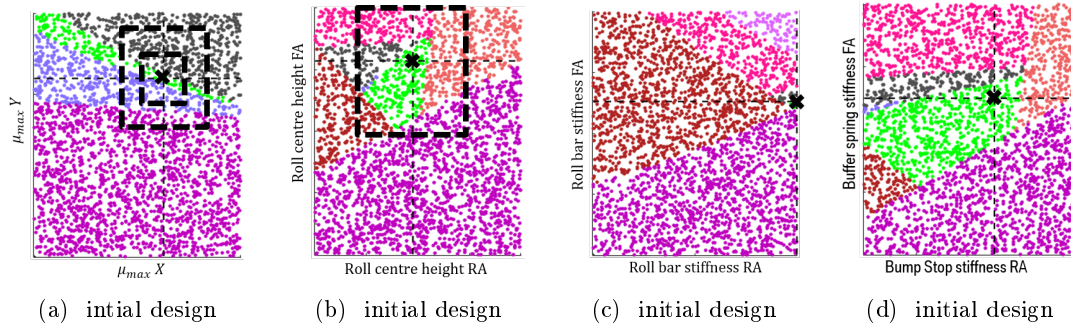 μmax Y
μmax X
(a) intial design
Roll centre height FA
Roll centre height RA
(b) initial design
Roll bar stiffness FA
Roll bar stiffness RA
(c) initial design
Buffer spring stiffness FA
Bump Stop stiffness RA
(d) initial design